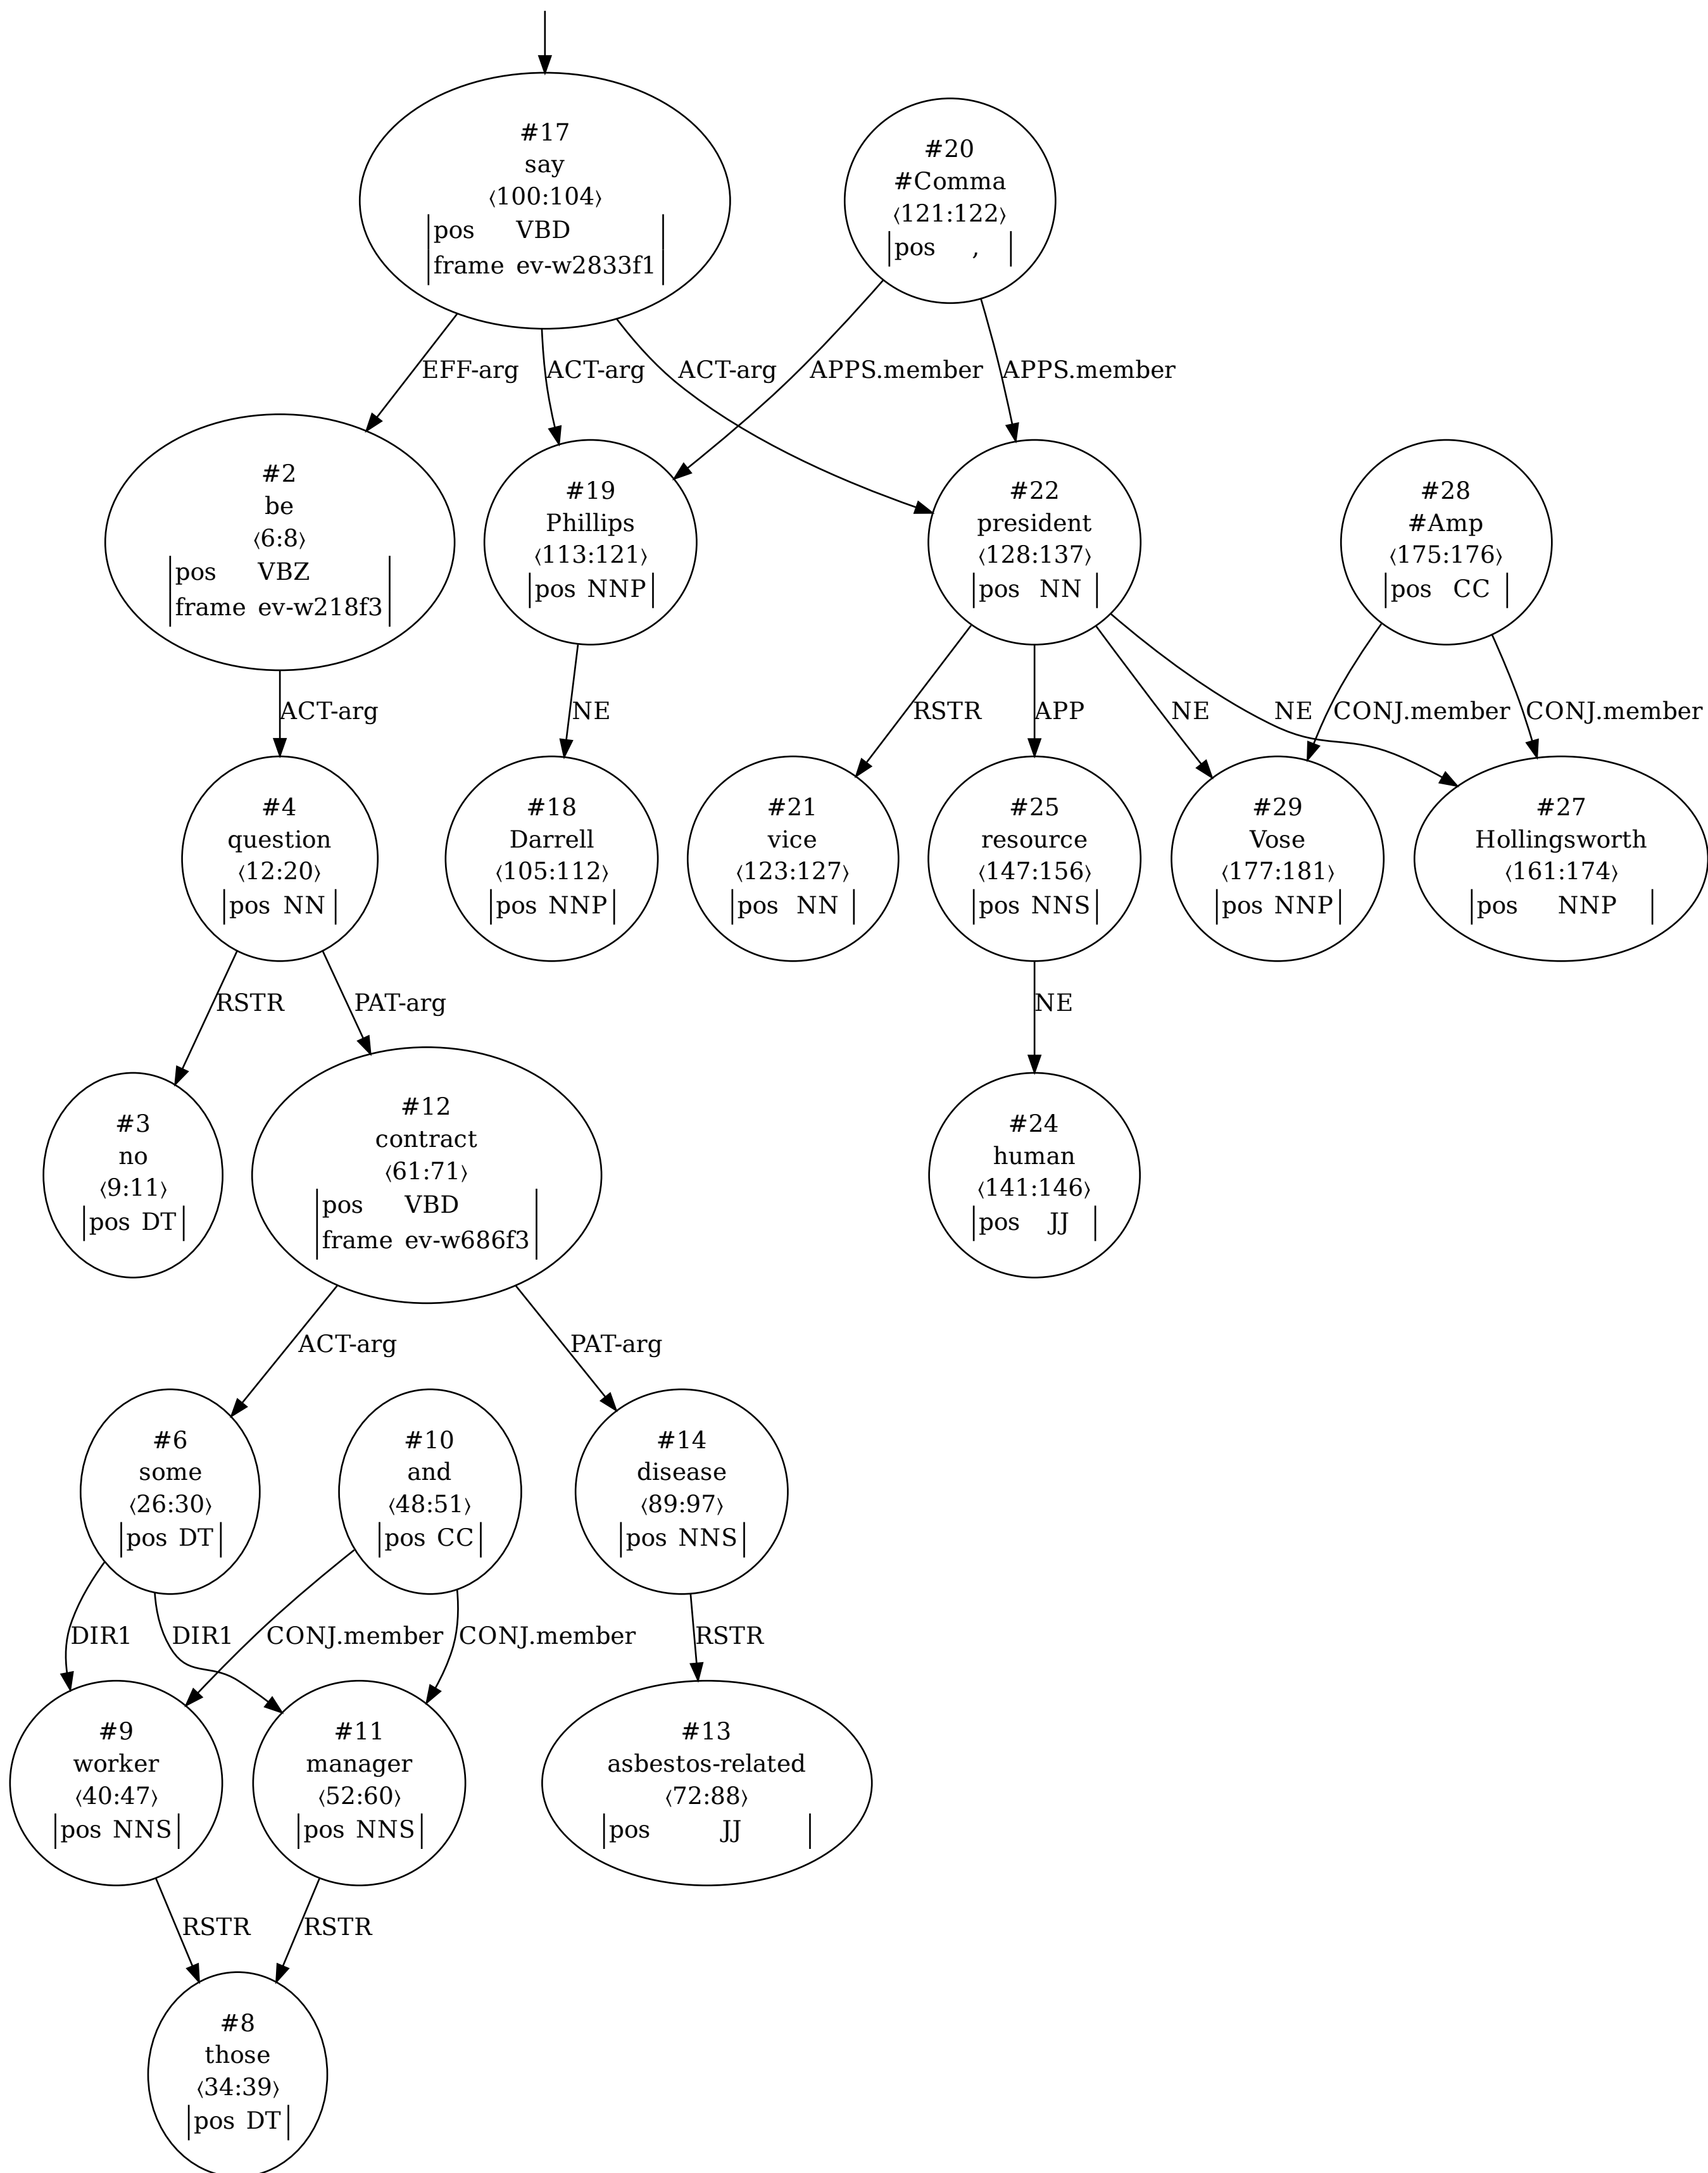 #17
say
⟨100:104⟩
pos VBD
frame ev-w2833f1
#20
#Comma
⟨121:122⟩
pos ,
EFF-arg
ACT-arg
ACT-arg
APPS.member
APPS.member
#2
be
⟨6:8⟩
pos VBZ
frame ev-w218f3
#19
Phillips
⟨113:121⟩
pos NNP
#22
president
⟨128:137⟩
pos NN
#28
#Amp
⟨175:176⟩
pos CC
ACT-arg
NE
RSTR
APP
NE
NE
CONJ.member
CONJ.member
#4
question
⟨12:20⟩
pos NN
#18
Darrell
⟨105:112⟩
pos NNP
#21
vice
⟨123:127⟩
pos NN
#25
resource
⟨147:156⟩
pos NNS
#29
Vose
⟨177:181⟩
pos NNP
#27
Hollingsworth
⟨161:174⟩
pos NNP
RSTR
PAT-arg
NE
#3
no
⟨9:11⟩
pos DT
#12
contract
⟨61:71⟩
pos VBD
frame ev-w686f3
#24
human
⟨141:146⟩
pos JJ
ACT-arg
PAT-arg
#6
some
⟨26:30⟩
pos DT
#10
and
⟨48:51⟩
pos CC
#14
disease
⟨89:97⟩
pos NNS
DIR1
DIR1
CONJ.member
CONJ.member
RSTR
#9
worker
⟨40:47⟩
pos NNS
#11
manager
⟨52:60⟩
pos NNS
#13
asbestos-related
⟨72:88⟩
pos JJ
RSTR
RSTR
#8
those
⟨34:39⟩
pos DT